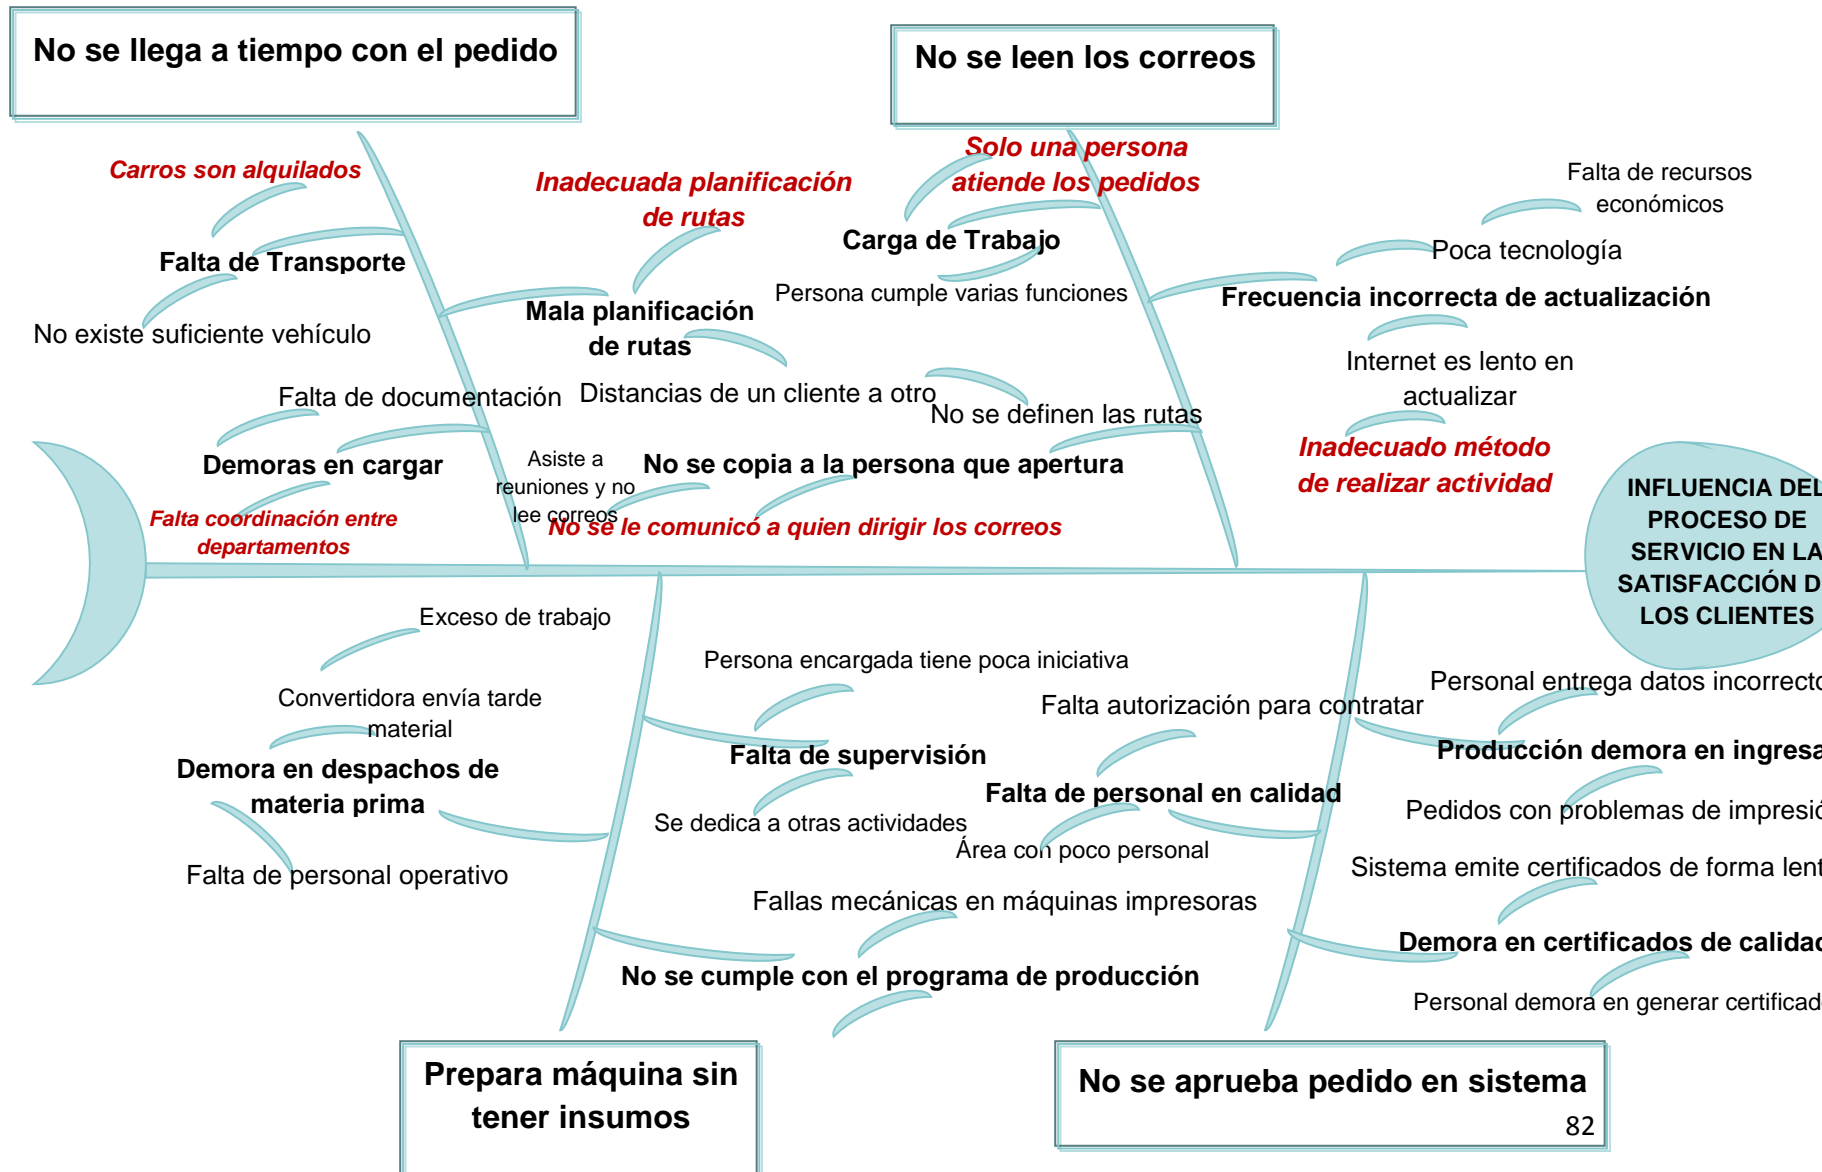 No se llega a tiempo con el pedido
No se leen los correos
Carros son alquilados
Inadecuada planificación
de rutas
Solo una persona
atiende los pedidos
Falta de recursos
económicos
Falta de Transporte
Carga de Trabajo
Poca tecnología
No existe suficiente vehículo
Mala planificación
de rutas
Persona cumple varias funciones
Frecuencia incorrecta de actualización
Internet es lento en
actualizar
Falta de documentación
Distancias de un cliente a otro
No se definen las rutas
Demoras en cargar
Asiste a
reuniones y no
lee correos
No se copia a la persona que apertura
Inadecuado método
de realizar actividad
Falta coordinación entre
departamentos
No se le comunicó a quien dirigir los correos
INFLUENCIA DEL
PROCESO DE
SERVICIO EN LA
SATISFACCIÓN D
LOS CLIENTES
Exceso de trabajo
Persona encargada tiene poca iniciativa
Convertidora envía tarde
material
Falta autorización para contratar
Personal entrega datos incorrecto
Demora en despachos de
materia prima
Falta de supervisión
Falta de personal en calidad
Producción demora en ingresa
Se dedica a otras actividades
Área con poco personal
Pedidos con problemas de impresió
Falta de personal operativo
Fallas mecánicas en máquinas impresoras
Sistema emite certificados de forma lent
No se cumple con el programa de producción
Demora en certificados de calidad
Personal demora en generar certificad
Prepara máquina sin
tener insumos
No se aprueba pedido en sistema
82